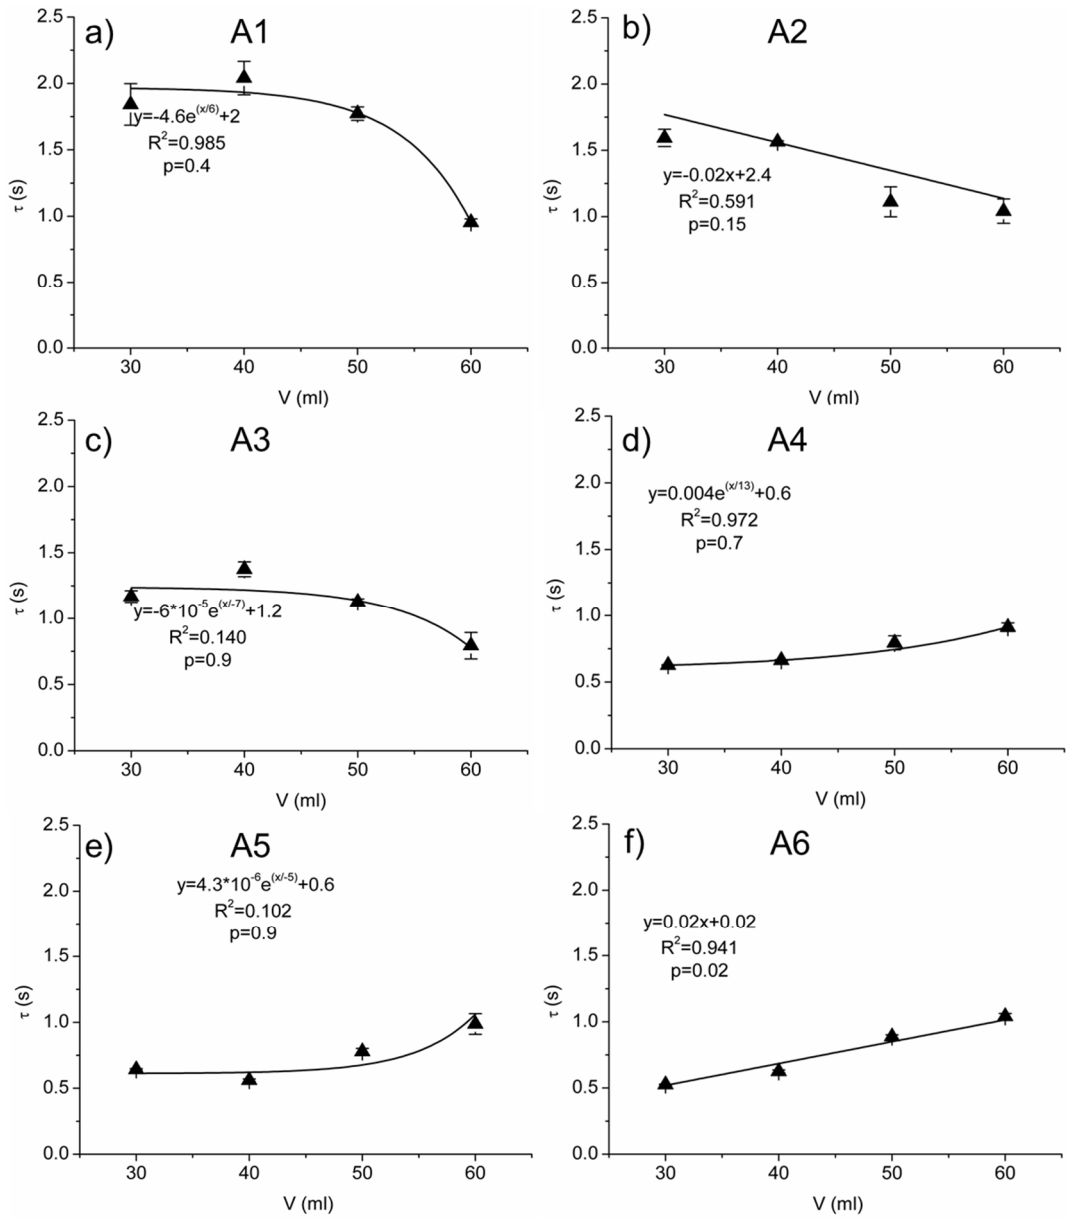 a) A1
2.5
2.0
1.5
1.0
0.5
0.0
τ (s)
y=-4.6e^(x/6)+2
R²=0.985
p=0.4
30 40 50 60
V (ml)
b) A2
2.5
2.0
1.5
1.0
0.5
0.0
τ (s)
y=-0.02x+2.4
R²=0.591
p=0.15
30 40 50 60
V (ml)
c) A3
2.5
2.0
1.5
1.0
0.5
0.0
τ (s)
y=-6*10^-5e^(x/-7)+1.2
R²=0.140
p=0.9
30 40 50 60
V (ml)
d) A4
2.5
2.0
1.5
1.0
0.5
0.0
τ (s)
y=0.004e^(x/13)+0.6
R²=0.972
p=0.7
30 40 50 60
V (ml)
e) A5
2.5
2.0
1.5
1.0
0.5
0.0
τ (s)
y=4.3*10^-6e^(x/-5)+0.6
R²=0.102
p=0.9
30 40 50 60
V (ml)
f) A6
2.5
2.0
1.5
1.0
0.5
0.0
τ (s)
y=0.02x+0.02
R²=0.941
p=0.02
30 40 50 60
V (ml)